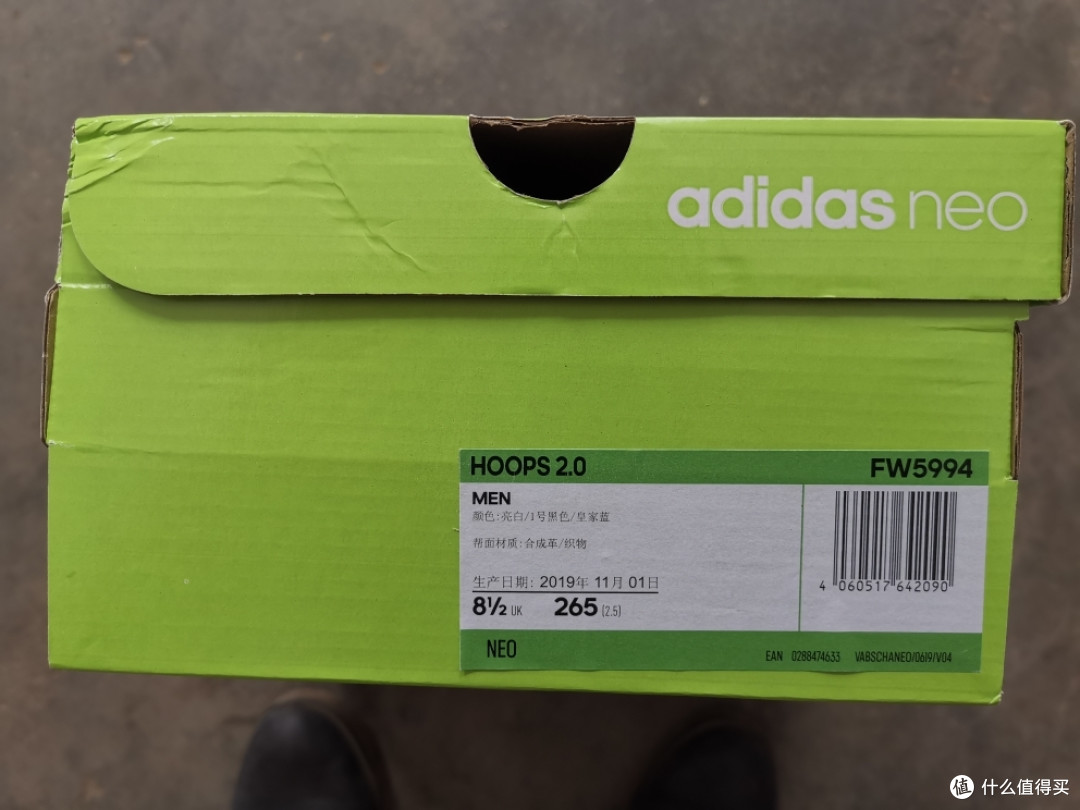 adidas neo
HOOPS 2.0 FW5994
MEN
颜色:亮白/1号黑色/皇家蓝
帮面材质:合成革/织物
生产日期: 2019年 11月 01日
8½ UK 265 (2.5)
4 060517 642090
NEO
EAN 0288474633 VABSCHANEO/0619/V04
值 什么值得买